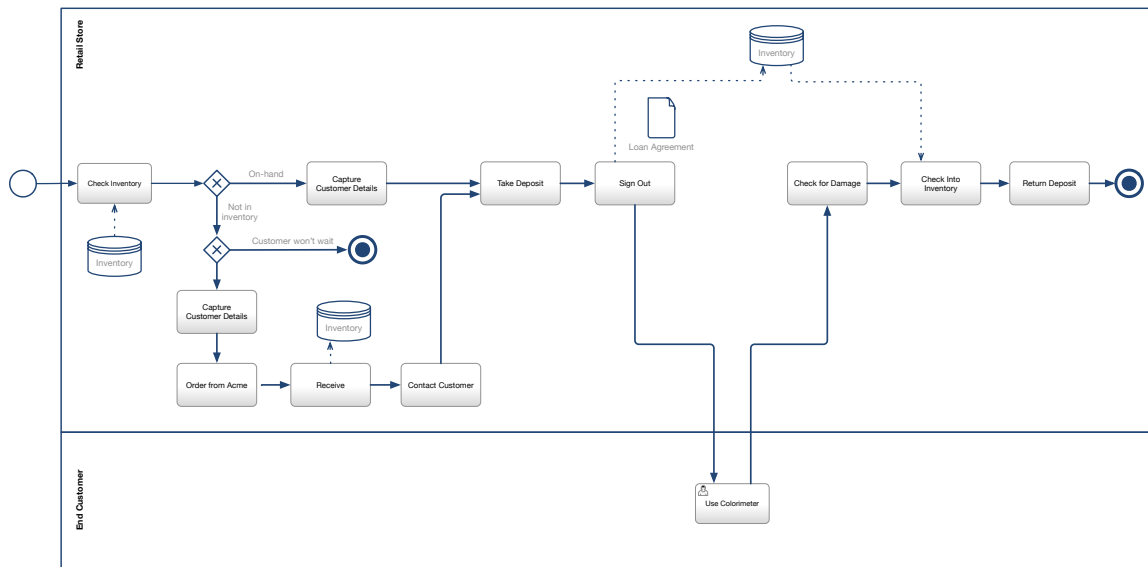 Retail Store
Inventory
Loan Agreement
Check Inventory
On-hand
Capture
Customer Details
Take Deposit
Sign Out
Check for Damage
Check Into
Inventory
Return Deposit
Not in
inventory
Customer won't wait
Inventory
Capture
Customer Details
Inventory
Order from Acme
Receive
Contact Customer
End Customer
Use Colorimeter